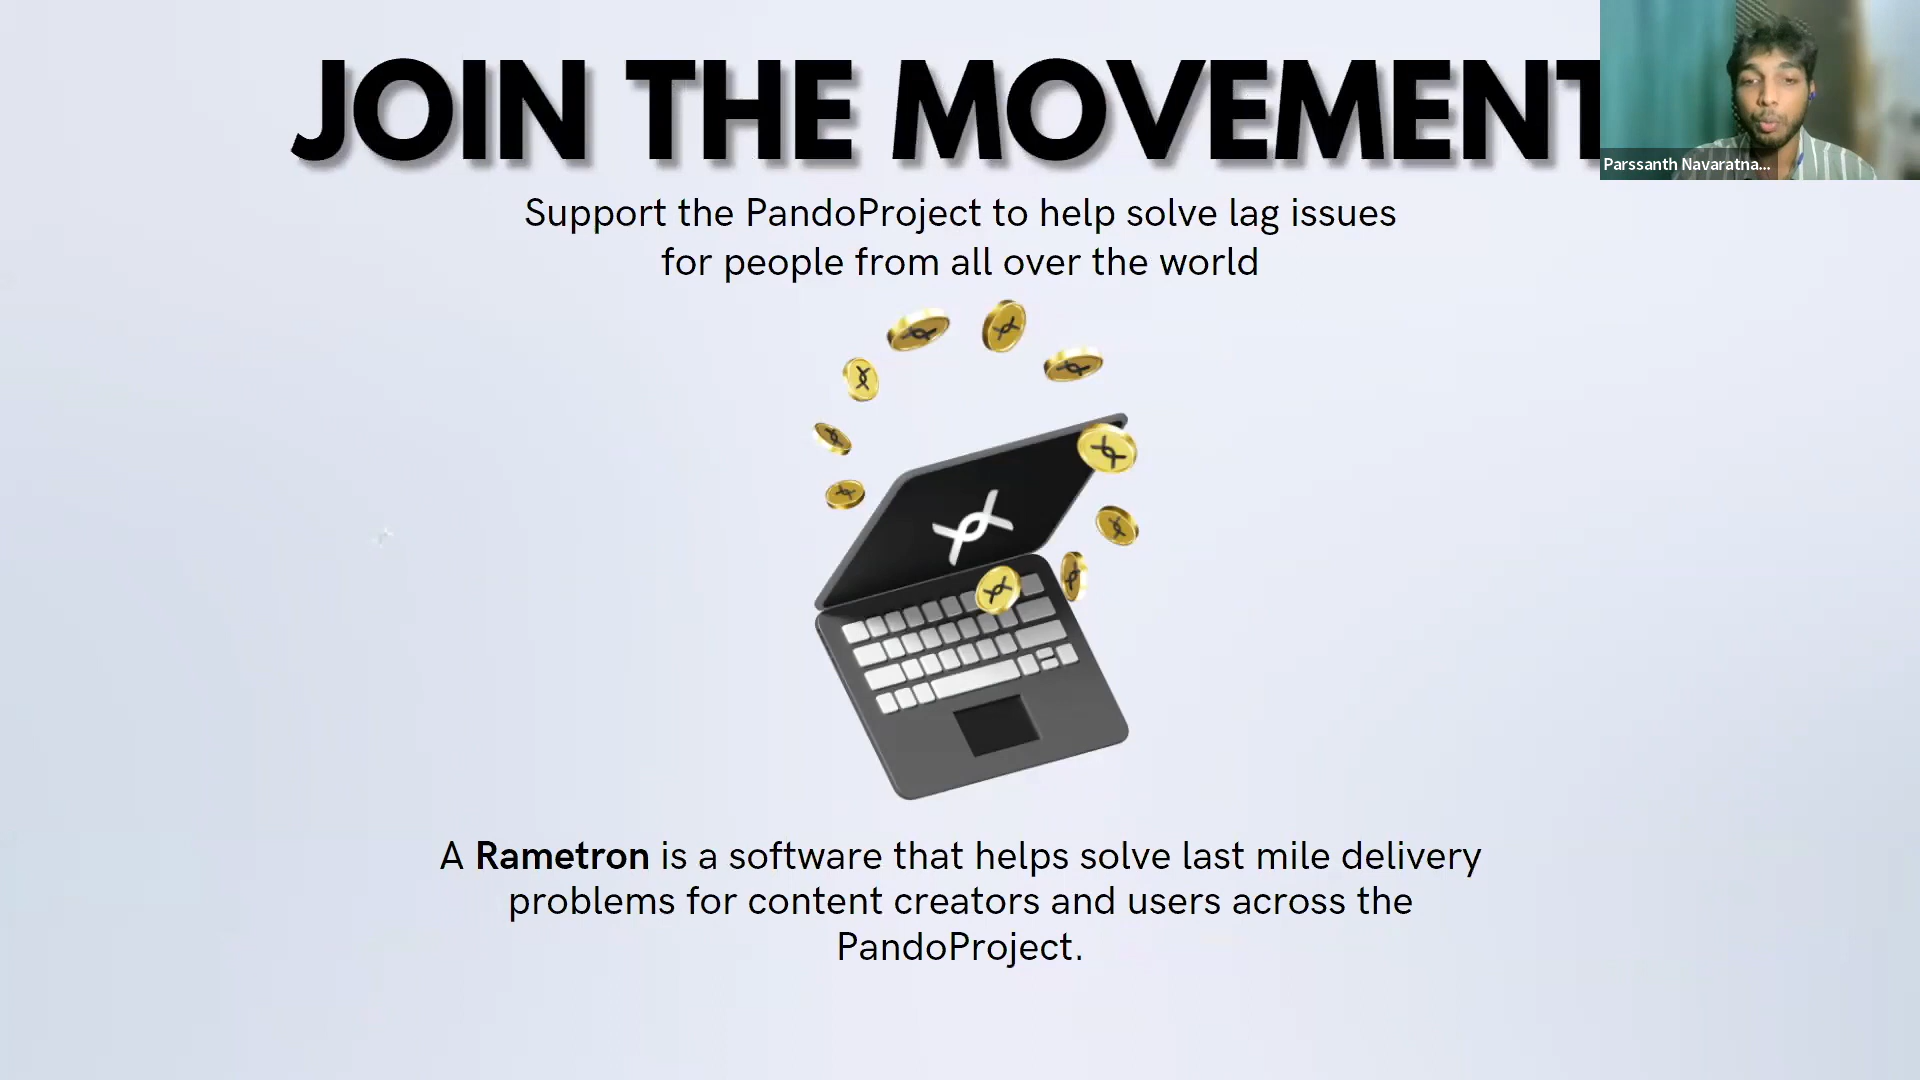 JOIN THE MOVEMENT
Parssanth Navaratna...
Support the PandoProject to help solve lag issues
for people from all over the world
A Rametron is a software that helps solve last mile delivery
problems for content creators and users across the
PandoProject.